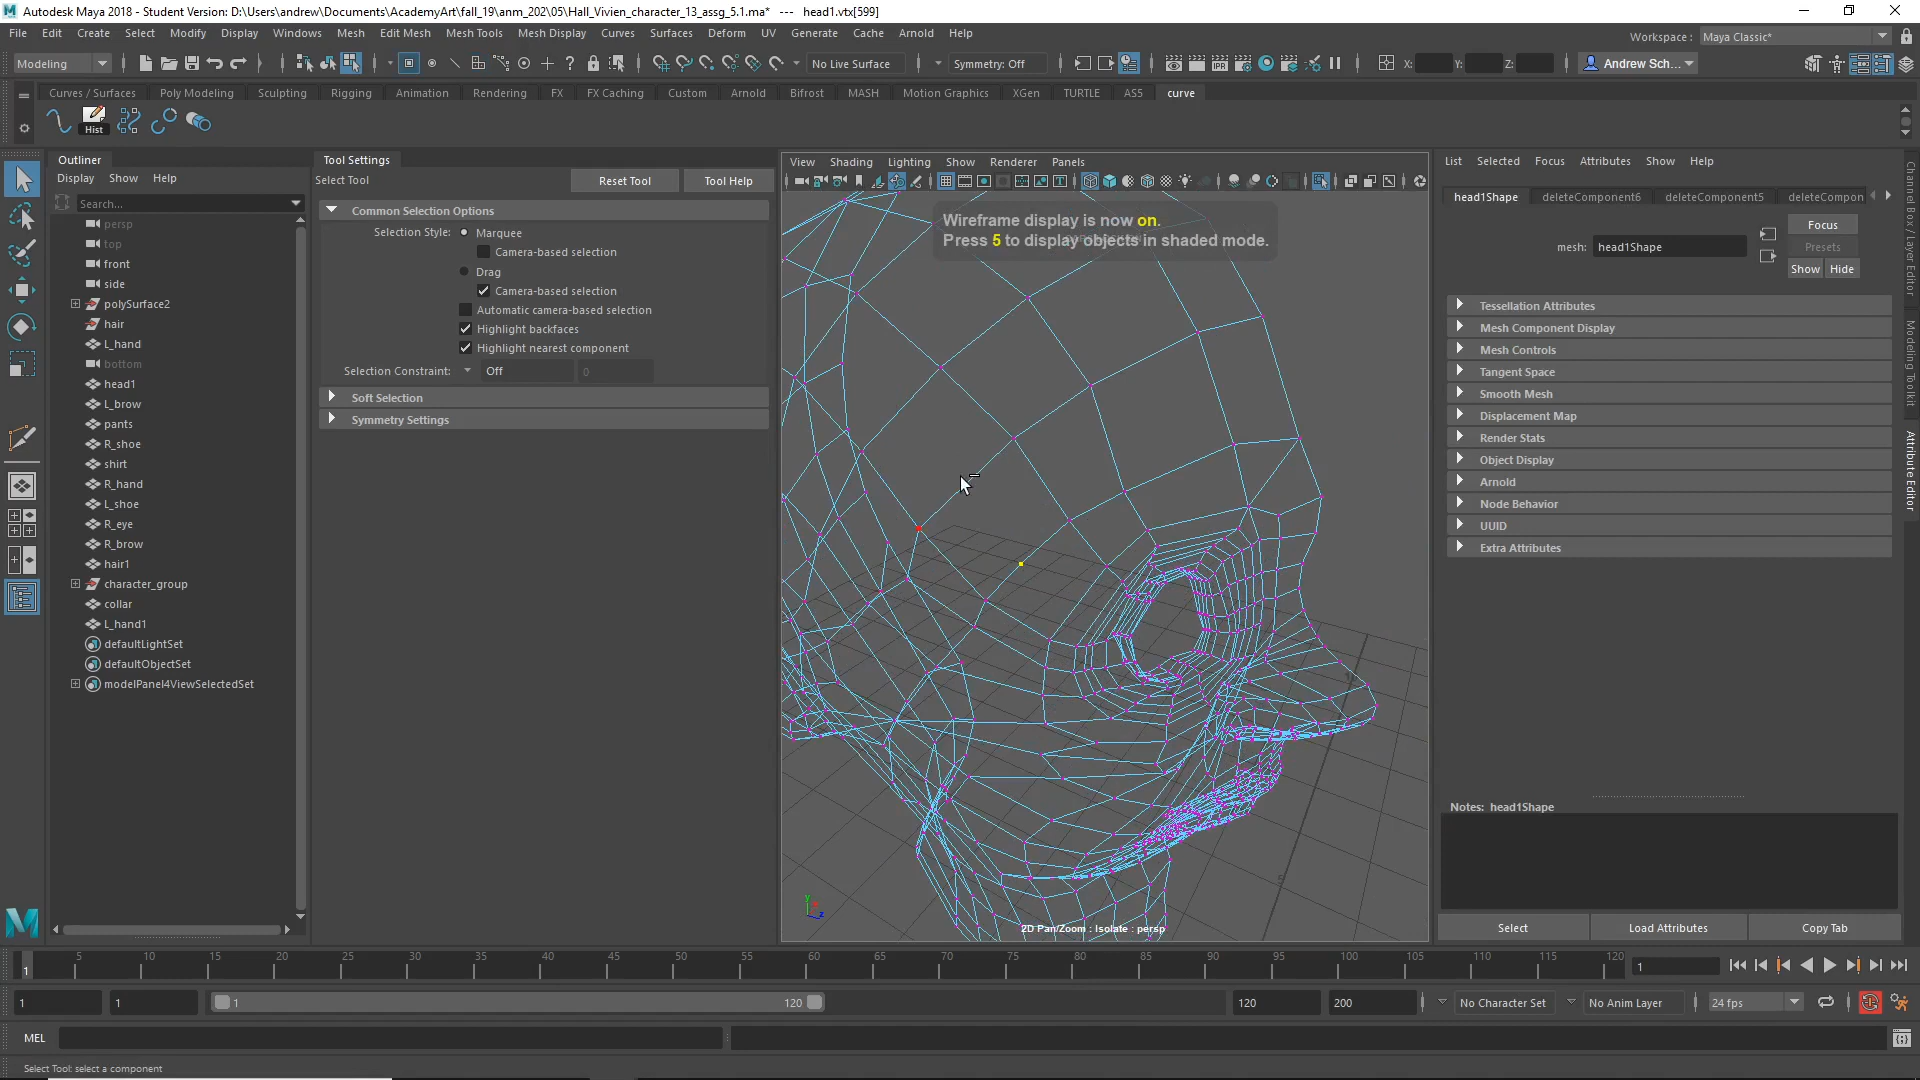 Autodesk Maya 2018 - Student Version: D:\Users\andrew\Documents\AcademyArt\fall_19\anm_202\05\Hall_Vivien_character_13_assg_5.1.ma* --- head1.vtx[599]
File Edit Create Select Modify Display Windows Mesh Edit Mesh Mesh Tools Mesh Display Curves Surfaces Deform UV Generate Cache Arnold Help
Workspace : Maya Classic*
Modeling No Live Surface Symmetry: Off X: Y: Z: Andrew Sch...
Curves / Surfaces Poly Modeling Sculpting Rigging Animation Rendering FX FX Caching Custom Arnold Bifrost MASH Motion Graphics XGen TURTLE AS5 curve
Hist
Outliner
Display Show Help
Search...
persp
top
front
side
polySurface2
hair
L_hand
bottom
head1
L_brow
pants
R_shoe
shirt
R_hand
L_shoe
R_eye
R_brow
hair1
character_group
collar
L_hand1
defaultLightSet
defaultObjectSet
modelPanel4ViewSelectedSet
Tool Settings
Select Tool Reset Tool Tool Help
Common Selection Options
Selection Style: Marquee
Camera-based selection
Drag
Camera-based selection
Automatic camera-based selection
Highlight backfaces
Highlight nearest component
Selection Constraint: Off 0
Soft Selection
Symmetry Settings
View Shading Lighting Show Renderer Panels
Wireframe display is now on.
Press 5 to display objects in shaded mode.
2D Pan/Zoom : Isolate : persp
List Selected Focus Attributes Show Help
head1Shape deleteComponent6 deleteComponent5 deleteCompon
Focus
mesh: head1Shape Presets
Show Hide
Tessellation Attributes
Mesh Component Display
Mesh Controls
Tangent Space
Smooth Mesh
Displacement Map
Render Stats
Object Display
Arnold
Node Behavior
UUID
Extra Attributes
Notes: head1Shape
Select Load Attributes Copy Tab
Channel Box / Layer Editor
Modeling Toolkit
Attribute Editor
1 5 10 15 20 25 30 35 40 45 50 55 60 65 70 75 80 85 90 95 100 105 110 115 120 1
1 1 1 120 120 200 No Character Set No Anim Layer 24 fps
MEL
Select Tool: select a component